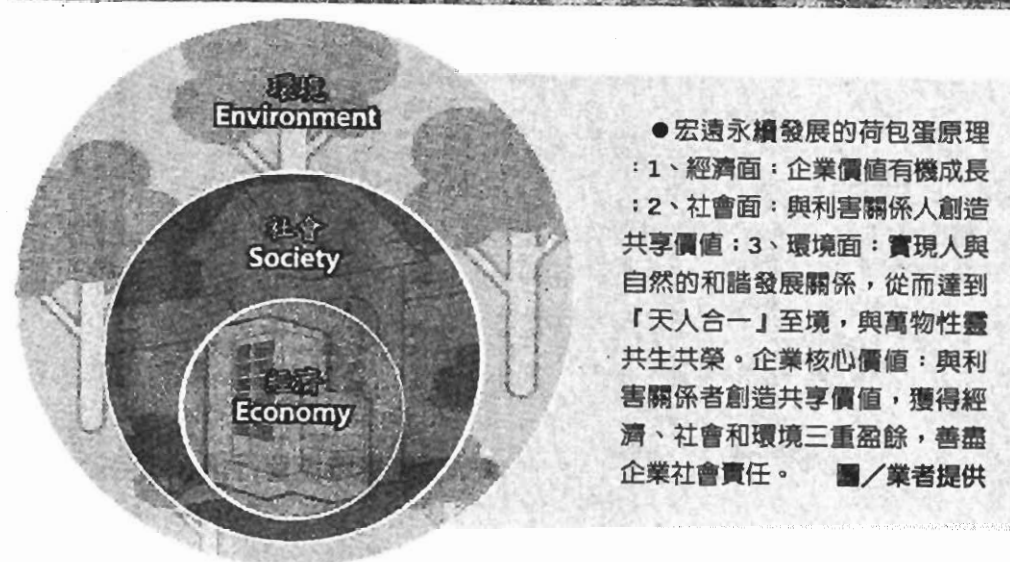 環境
Environment
社會
Society
經濟
Economy
●宏遠永續發展的荷包蛋原理
:1、經濟面:企業價值有機成長
;2、社會面:與利害關係人創造
共享價值;3、環境面:實現人與
自然的和諧發展關係,從而達到
『天人合一』至境,與萬物性靈
共生共榮。企業核心價值:與利
害關係者創造共享價值,獲得經
濟、社會和環境三重盈餘,善盡
企業社會責任。 圖/業者提供